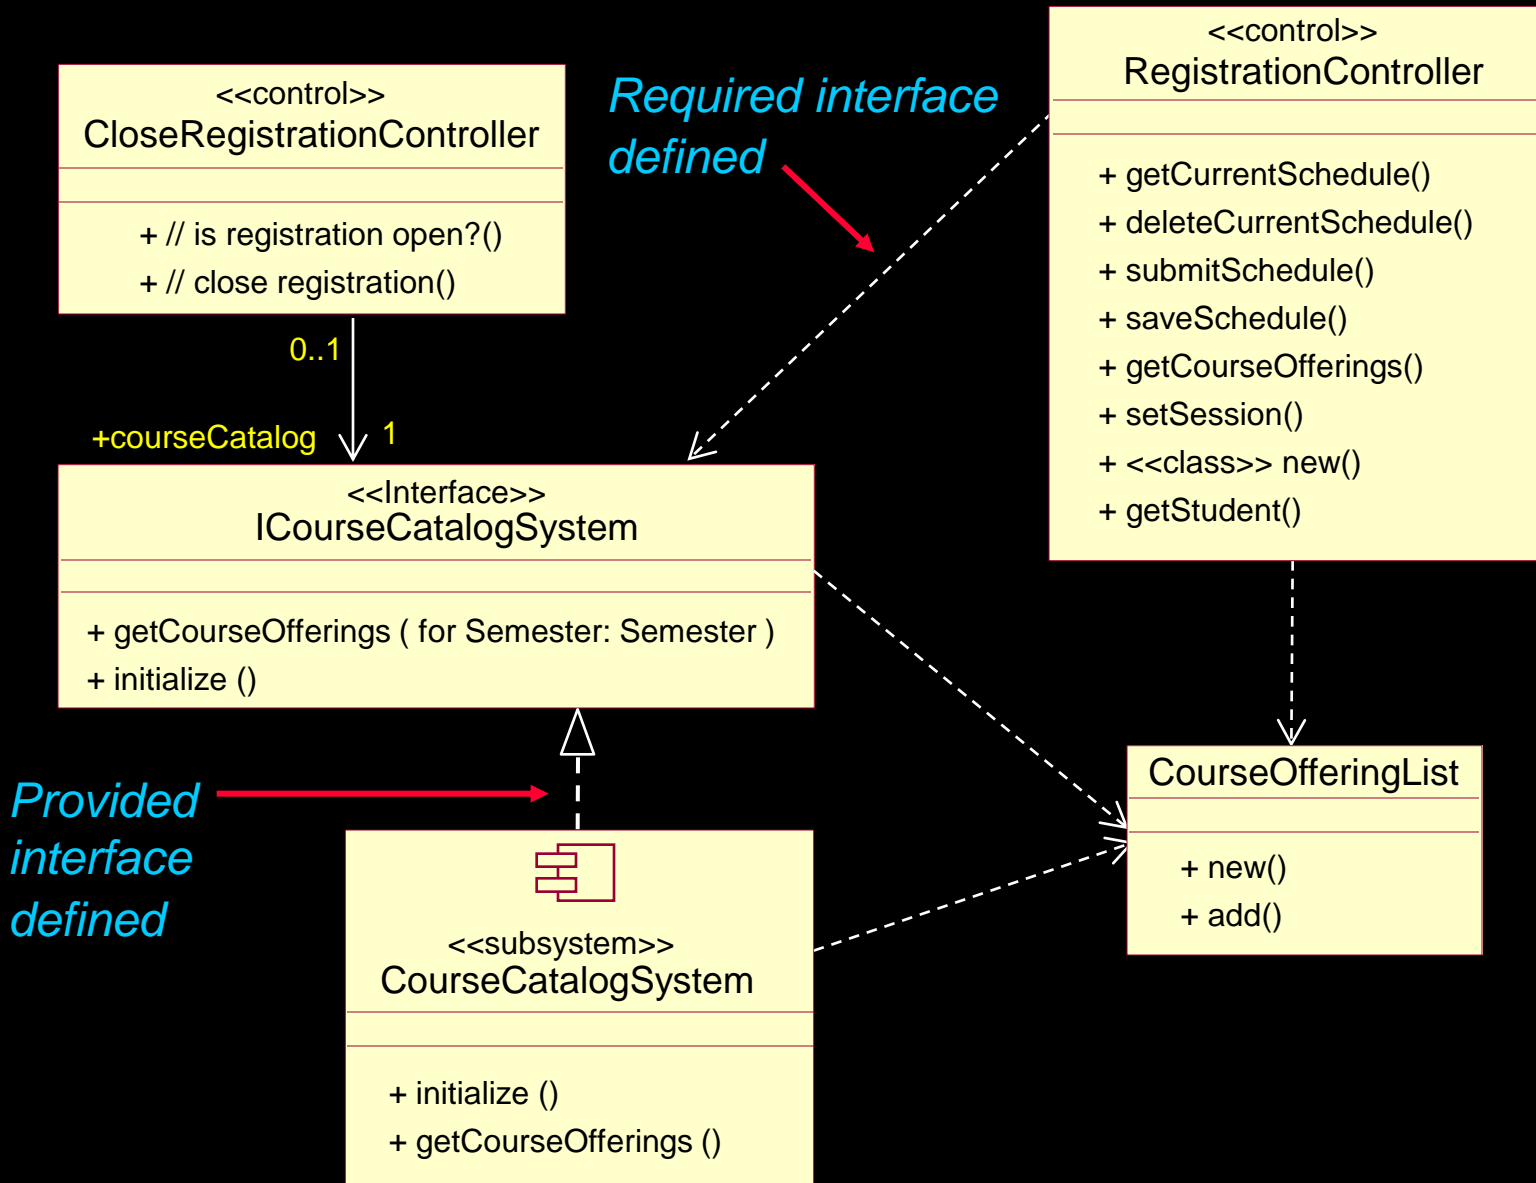 <<control>>
CloseRegistrationController
+ // is registration open?()
+ // close registration()
Required interface
defined
<<control>>
RegistrationController
+ getCurrentSchedule()
+ deleteCurrentSchedule()
+ submitSchedule()
+ saveSchedule()
+ getCourseOfferings()
+ setSession()
+ <<class>> new()
+ getStudent()
0..1
+courseCatalog
1
<<Interface>>
ICourseCatalogSystem
+ getCourseOfferings ( for Semester: Semester )
+ initialize ()
Provided
interface
defined
<<subsystem>>
CourseCatalogSystem
+ initialize ()
+ getCourseOfferings ()
CourseOfferingList
+ new()
+ add()